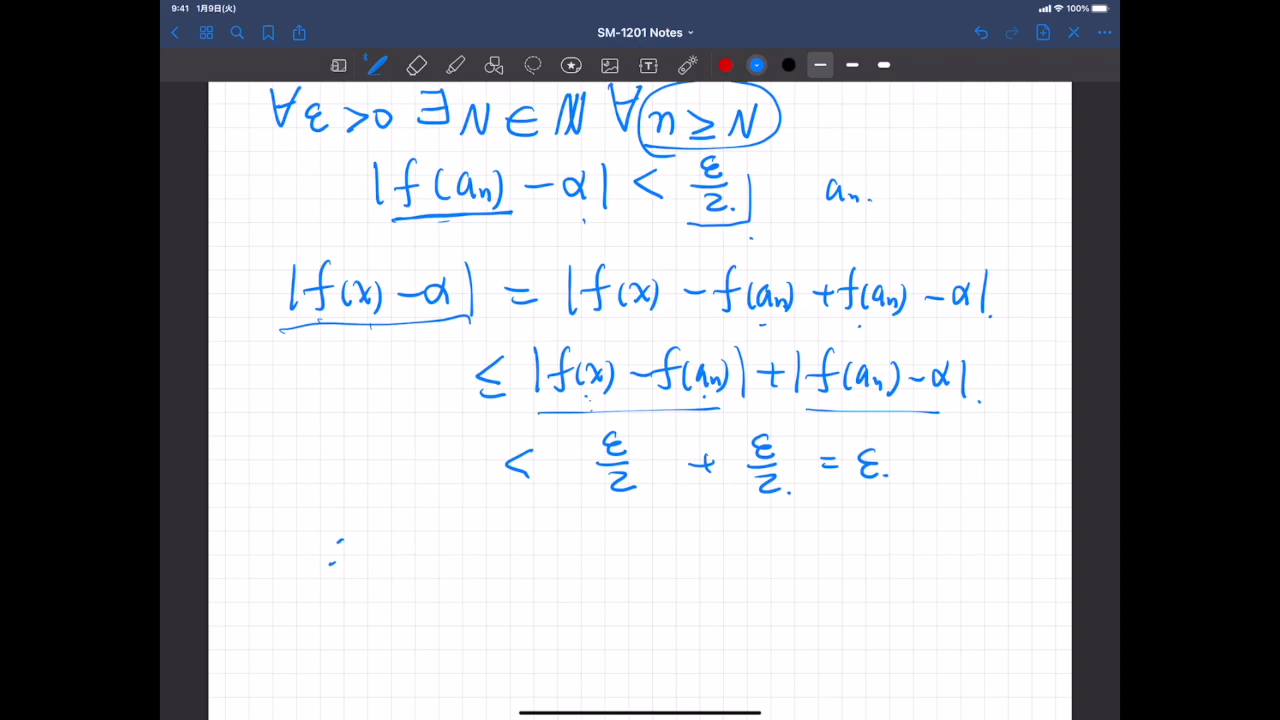 9:41 1月9日(火) 100%
SM-1201 Notes
∀ε>0 ∃N∈ℕ ∀n≥N
|f(aₙ)-α| < ε/2. aₙ.
|f(x)-α| = |f(x)-f(aₙ)+f(aₙ)-α|.
≤ |f(x)-f(aₙ)|+|f(aₙ)-α|.
< ε/2 + ε/2. = ε.